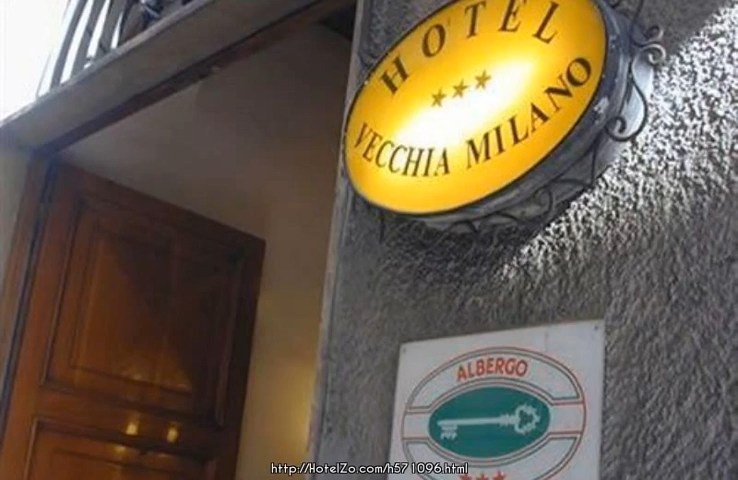 HOTEL
★★★
VECCHIA MILANO
ALBERGO
★★★
http://HotelZo.com/h571096.html